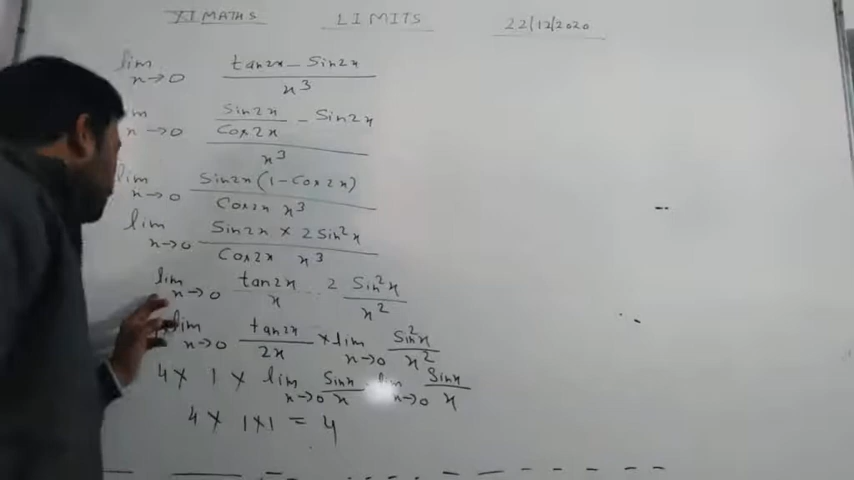 XI MATHS LIMITS 22/12/2020
lim n→0 (tan2x - Sin2x) / x³
n→0 (Sin2x / Cos2x - Sin2x) / x³
lim n→0 Sin2x (1-Cos2x) / Cos2x x³
lim n→0 Sin2x × 2 Sin²x / Cos2x x³
lim x→0 tan2x / x 2 Sin²x / x²
lim n→0 tan2x / 2x × lim n→0 Sin²x / x²
4 × 1 × lim n→0 Sinx / x lim n→0 Sinx / x
4 × 1×1 = 4